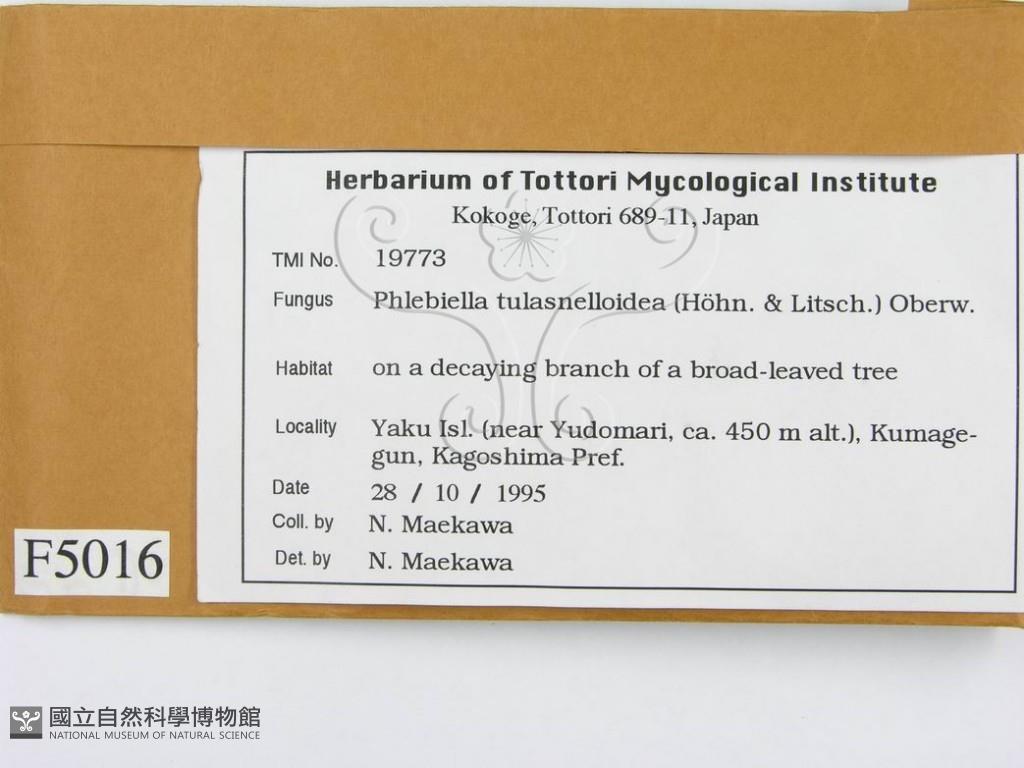 Herbarium of Tottori Mycological Institute
Kokoge, Tottori 689-11, Japan
TMI No. 19773
Fungus Phlebiella tulasnelloidea (Höhn. & Litsch.) Oberw.
Habitat on a decaying branch of a broad-leaved tree
Locality Yaku Isl. (near Yudomari, ca. 450 m alt.), Kumage-
gun, Kagoshima Pref.
Date 28 / 10 / 1995
Coll. by N. Maekawa
Det. by N. Maekawa
F5016
國立自然科學博物館
NATIONAL MUSEUM OF NATURAL SCIENCE